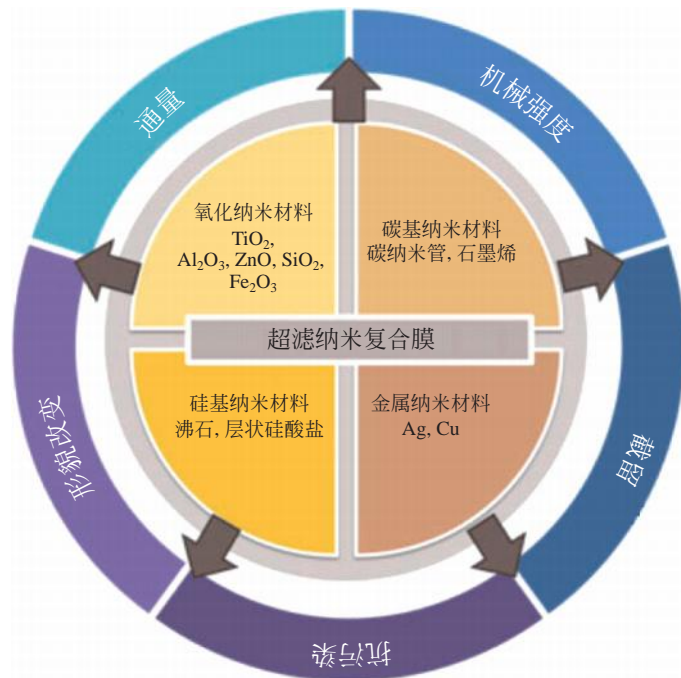 通量
机械强度
氧化纳米材料
TiO₂,
Al₂O₃, ZnO, SiO₂,
Fe₂O₃
碳基纳米材料
碳纳米管, 石墨烯
超滤纳米复合膜
硅基纳米材料
沸石, 层状硅酸盐
金属纳米材料
Ag, Cu
形貌改变
截留
抗污染